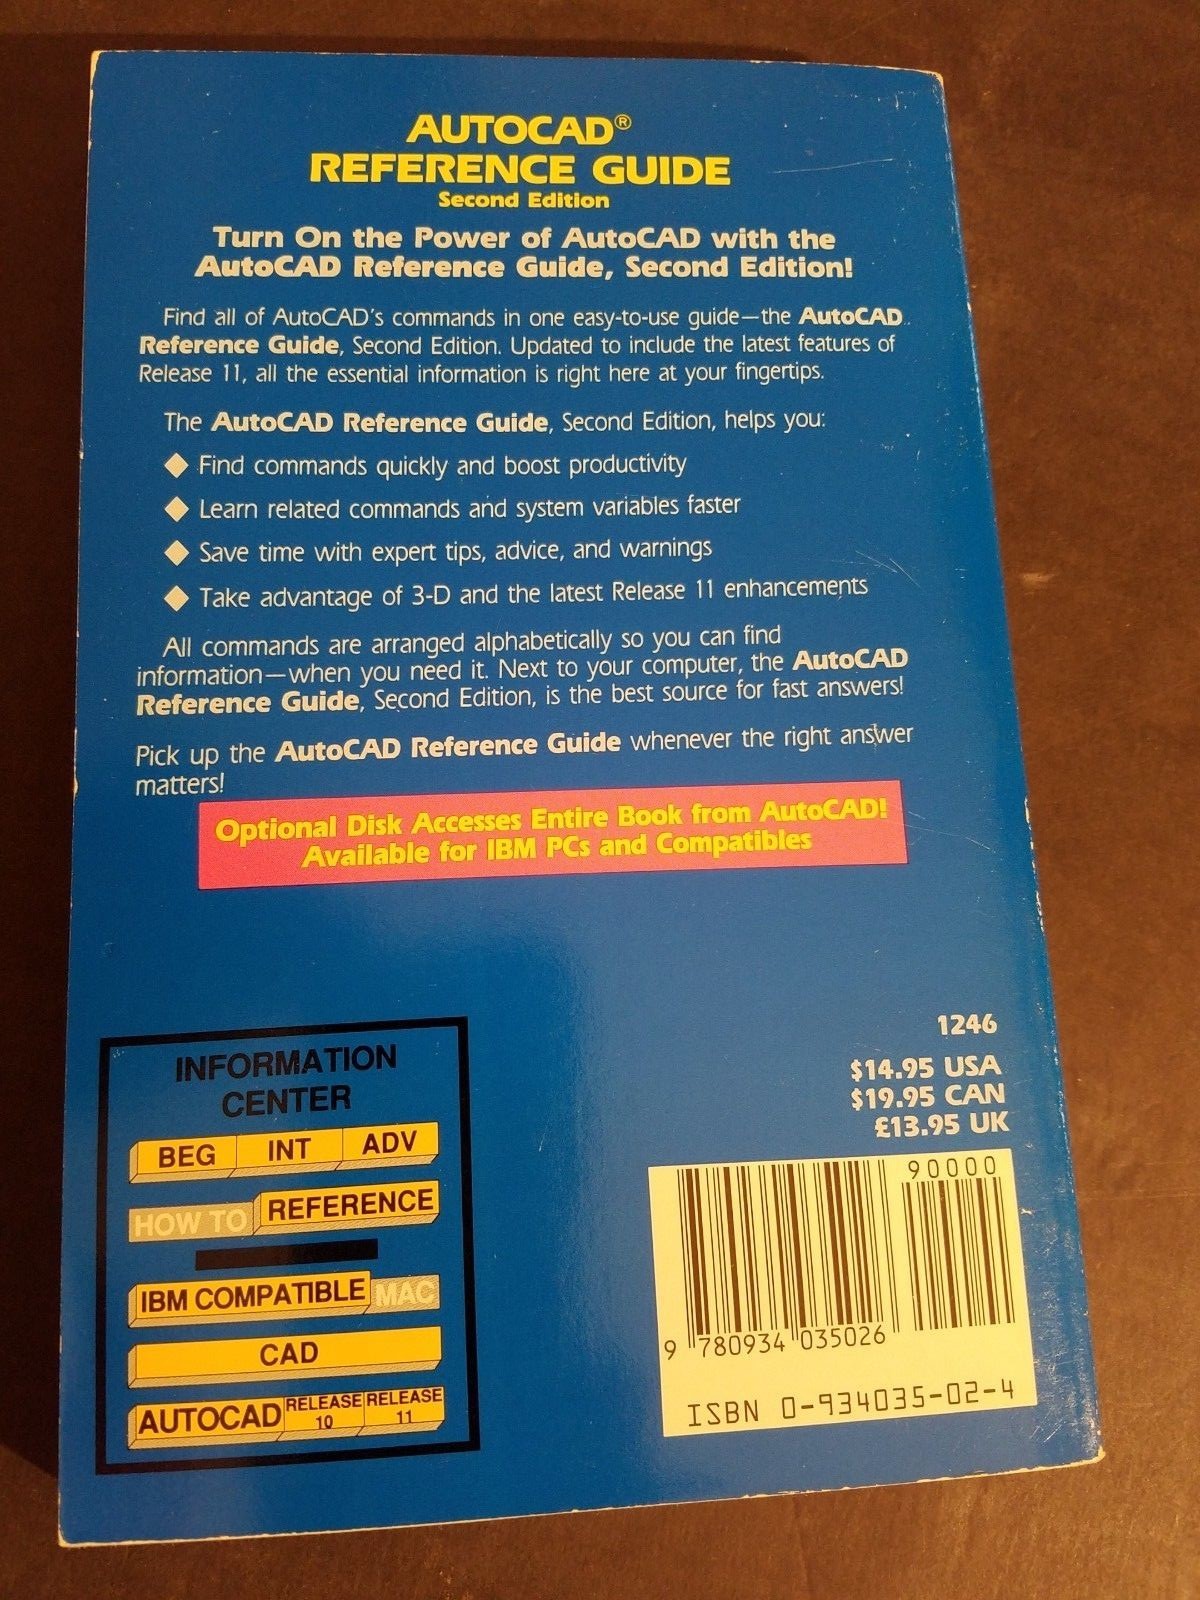 AUTOCAD®
REFERENCE GUIDE
Second Edition
Turn On the Power of AutoCAD with the
AutoCAD Reference Guide, Second Edition!
Find all of AutoCAD's commands in one easy-to-use guide—the AutoCAD
Reference Guide, Second Edition. Updated to include the latest features of
Release 11, all the essential information is right here at your fingertips.
The AutoCAD Reference Guide, Second Edition, helps you:
◆ Find commands quickly and boost productivity
◆ Learn related commands and system variables faster
◆ Save time with expert tips, advice, and warnings
◆ Take advantage of 3-D and the latest Release 11 enhancements
All commands are arranged alphabetically so you can find
information—when you need it. Next to your computer, the AutoCAD
Reference Guide, Second Edition, is the best source for fast answers!
Pick up the AutoCAD Reference Guide whenever the right answer
matters!
Optional Disk Accesses Entire Book from AutoCAD!
Available for IBM PCs and Compatibles
INFORMATION
CENTER
BEG INT ADV
HOW TO REFERENCE
IBM COMPATIBLE MAC
CAD
AUTOCAD RELEASE 10 RELEASE 11
1246
$14.95 USA
$19.95 CAN
£13.95 UK
90000
9 780934 035026
ISBN 0-934035-02-4